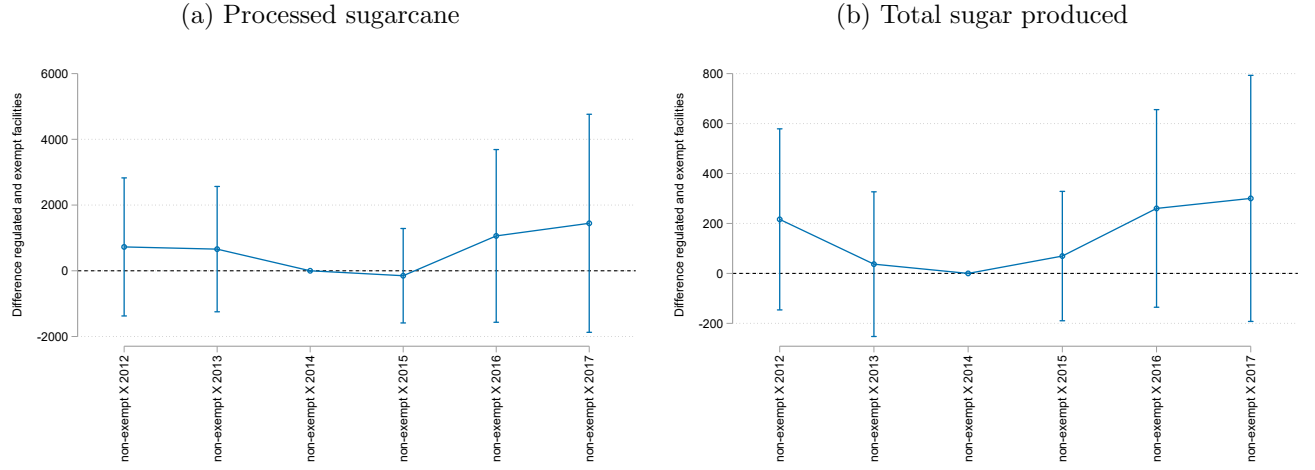 (a) Processed sugarcane
Difference regulated and exempt facilities
6000
4000
2000
0
-2000
non-exempt X 2012
non-exempt X 2013
non-exempt X 2014
non-exempt X 2015
non-exempt X 2016
non-exempt X 2017
(b) Total sugar produced
Difference regulated and exempt facilities
800
600
400
200
0
-200
non-exempt X 2012
non-exempt X 2013
non-exempt X 2014
non-exempt X 2015
non-exempt X 2016
non-exempt X 2017